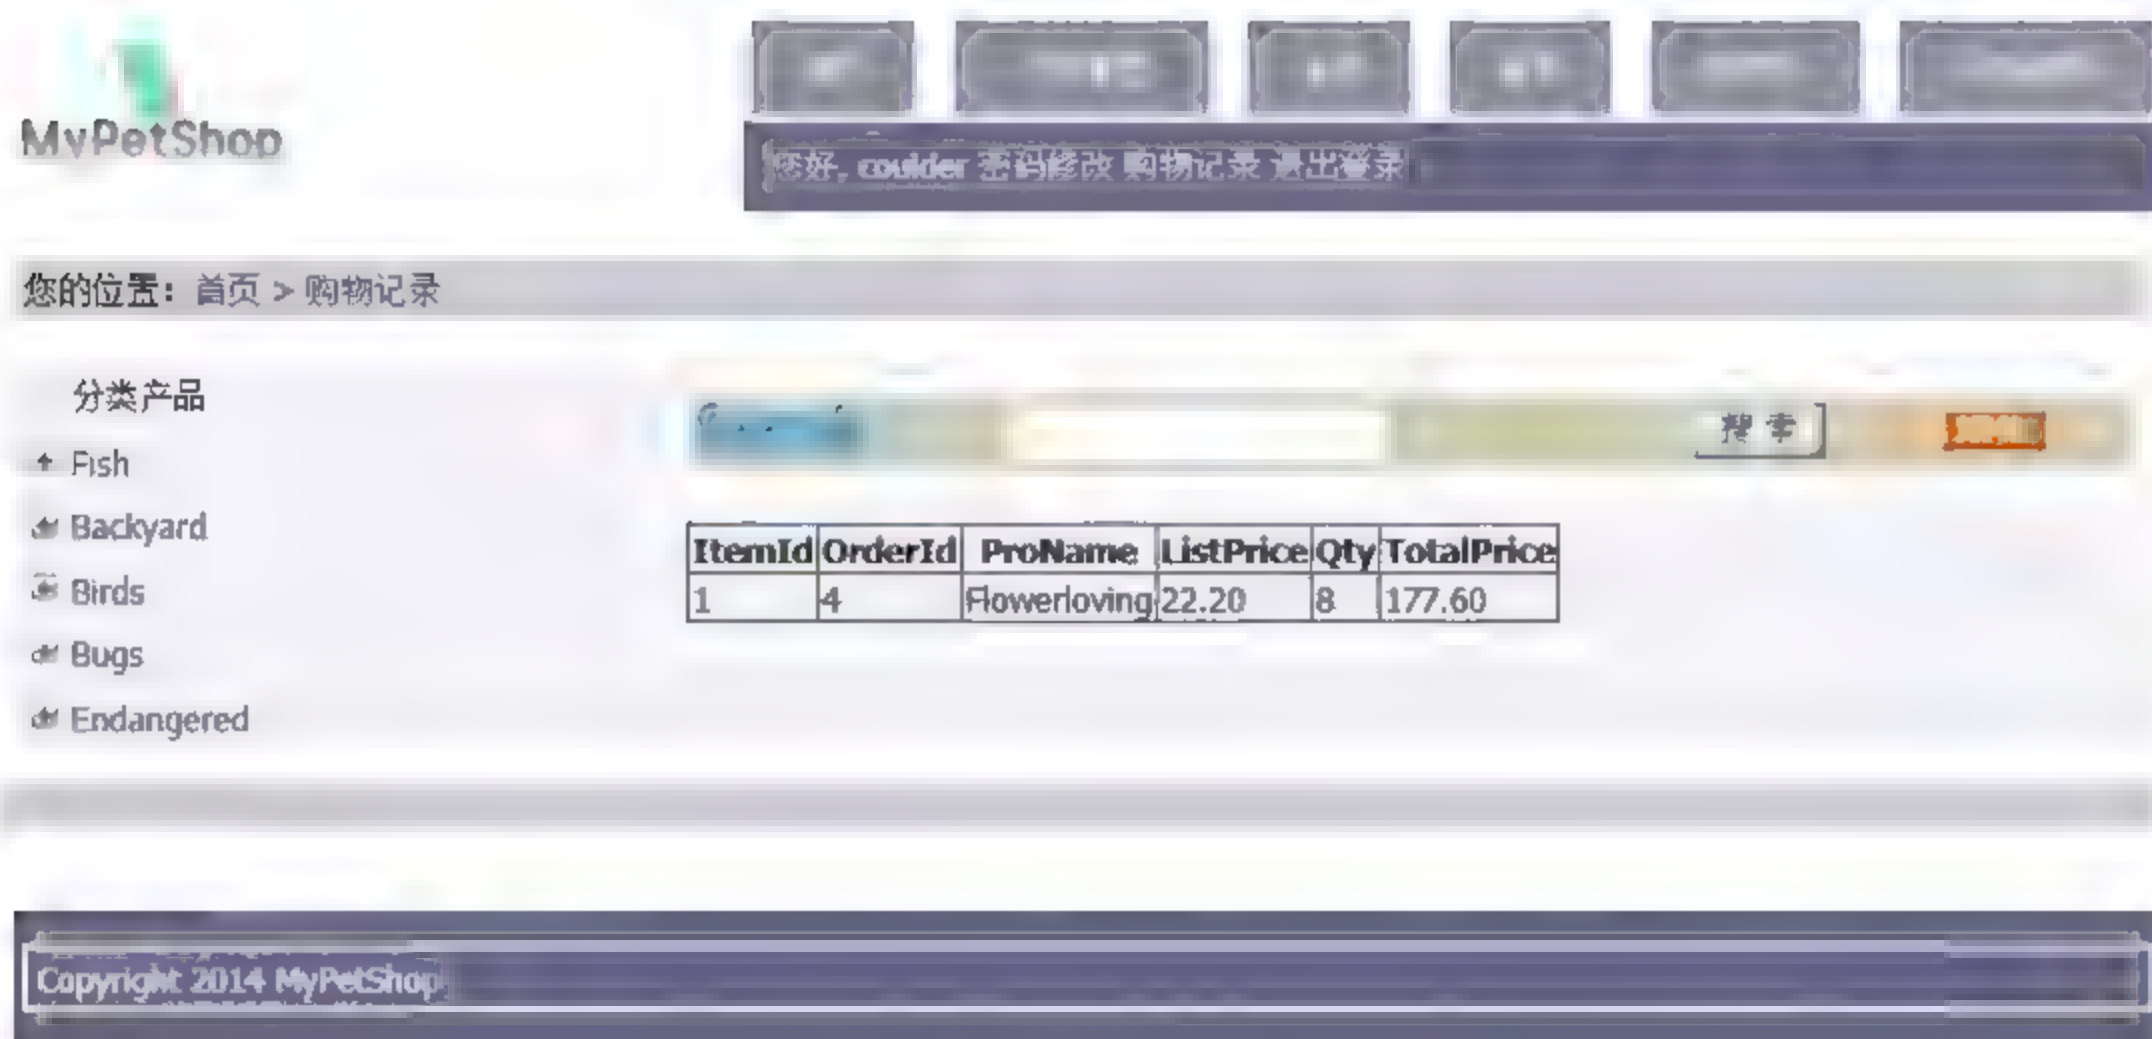 MyPetShop
您好, coulder 密码修改 购物记录 退出登录
您的位置：首页 > 购物记录
分类产品
Fish
Backyard
Birds
Bugs
Endangered
搜索
ItemId OrderId ProName ListPrice Qty TotalPrice
1 4 Flowerloving 22.20 8 177.60
Copyright 2014 MyPetShop